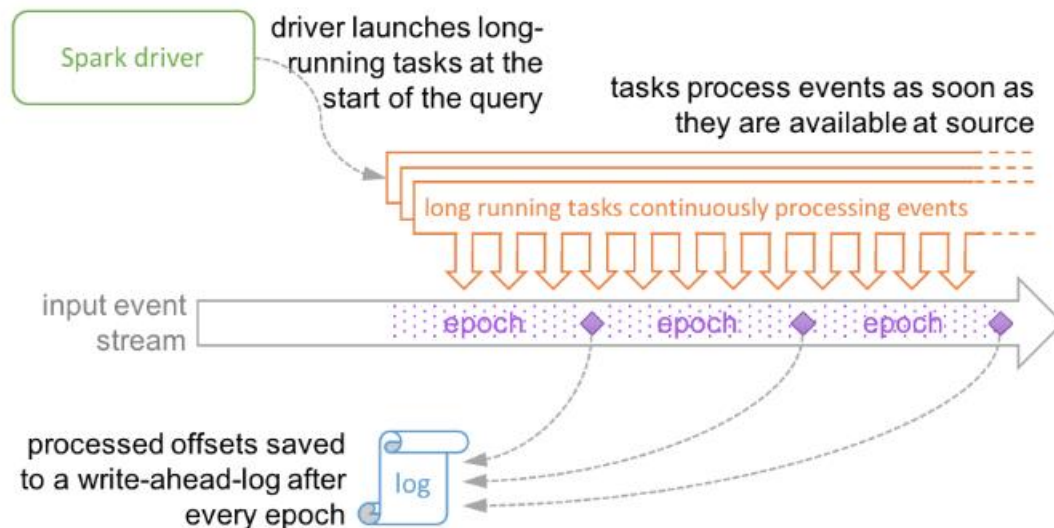 Spark driver
driver launches long-
running tasks at the
start of the query
tasks process events as soon as
they are available at source
long running tasks continuously processing events
input event
stream
epoch
epoch
epoch
processed offsets saved
to a write-ahead-log after
every epoch
log